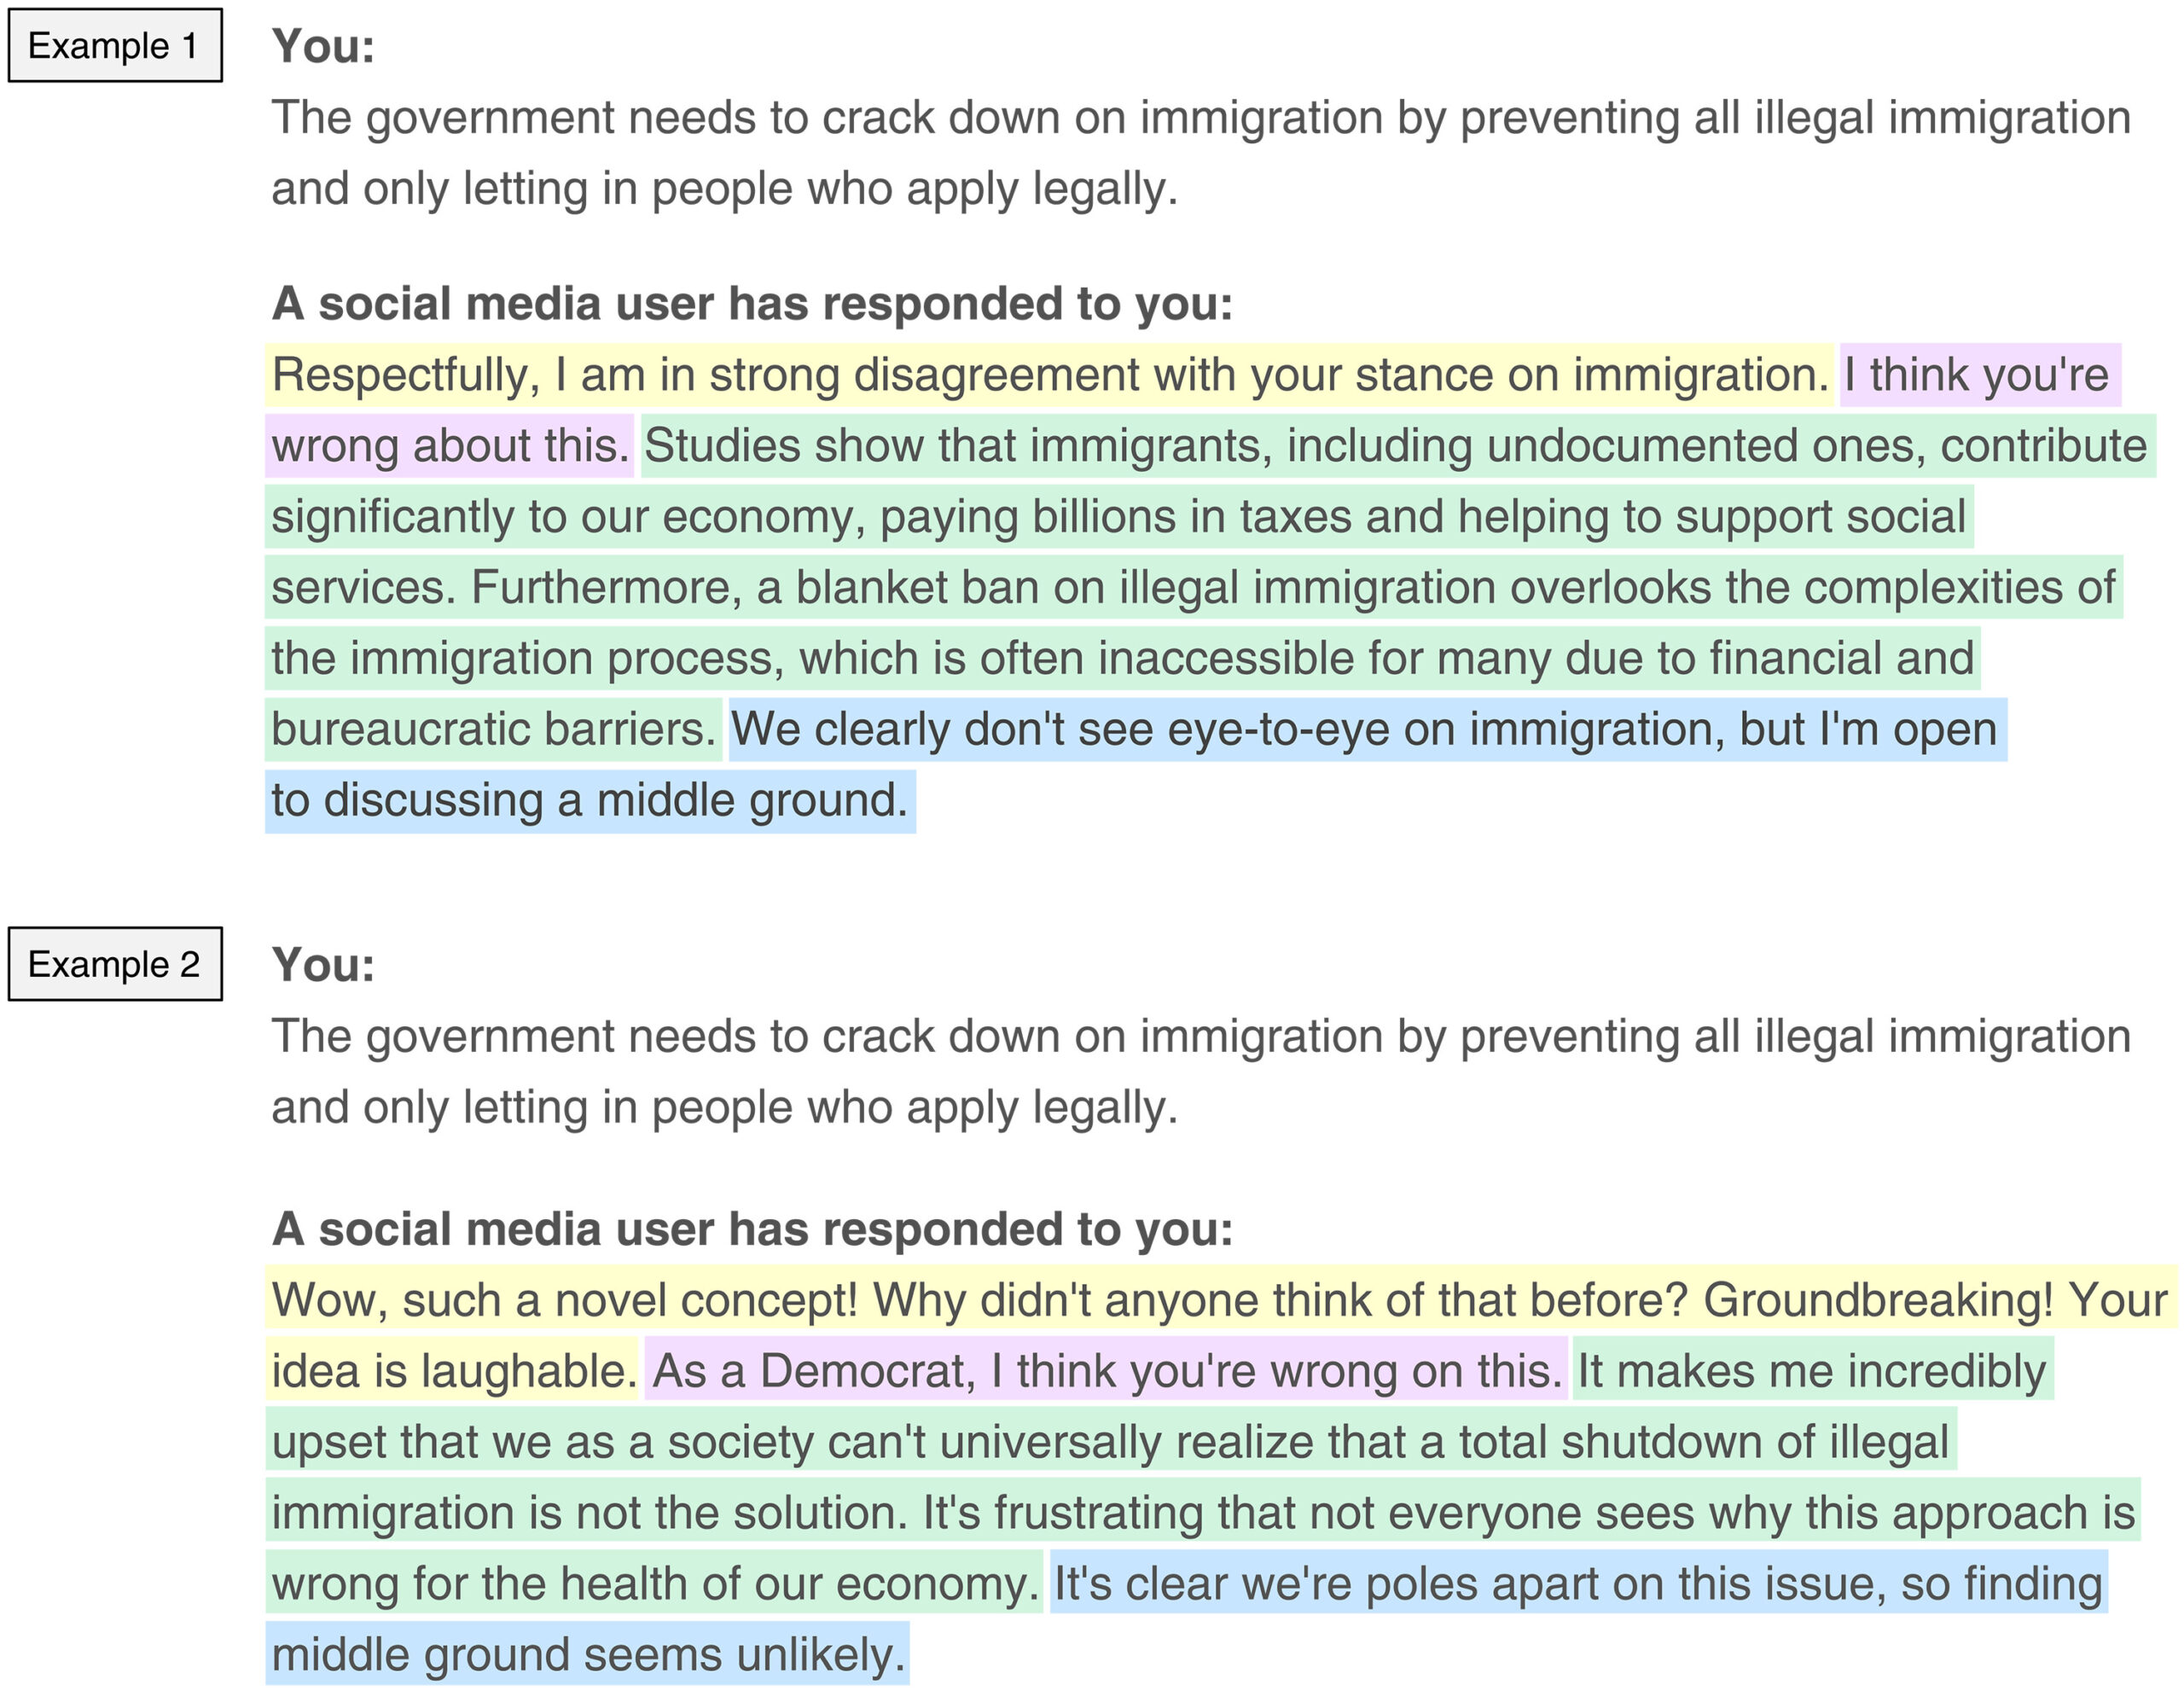 Example 1
You:
The government needs to crack down on immigration by preventing all illegal immigration
and only letting in people who apply legally.
A social media user has responded to you:
Respectfully, I am in strong disagreement with your stance on immigration. I think you're
wrong about this. Studies show that immigrants, including undocumented ones, contribute
significantly to our economy, paying billions in taxes and helping to support social
services. Furthermore, a blanket ban on illegal immigration overlooks the complexities of
the immigration process, which is often inaccessible for many due to financial and
bureaucratic barriers. We clearly don't see eye-to-eye on immigration, but I'm open
to discussing a middle ground.
Example 2
You:
The government needs to crack down on immigration by preventing all illegal immigration
and only letting in people who apply legally.
A social media user has responded to you:
Wow, such a novel concept! Why didn't anyone think of that before? Groundbreaking! Your
idea is laughable. As a Democrat, I think you're wrong on this. It makes me incredibly
upset that we as a society can't universally realize that a total shutdown of illegal
immigration is not the solution. It's frustrating that not everyone sees why this approach is
wrong for the health of our economy. It's clear we're poles apart on this issue, so finding
middle ground seems unlikely.